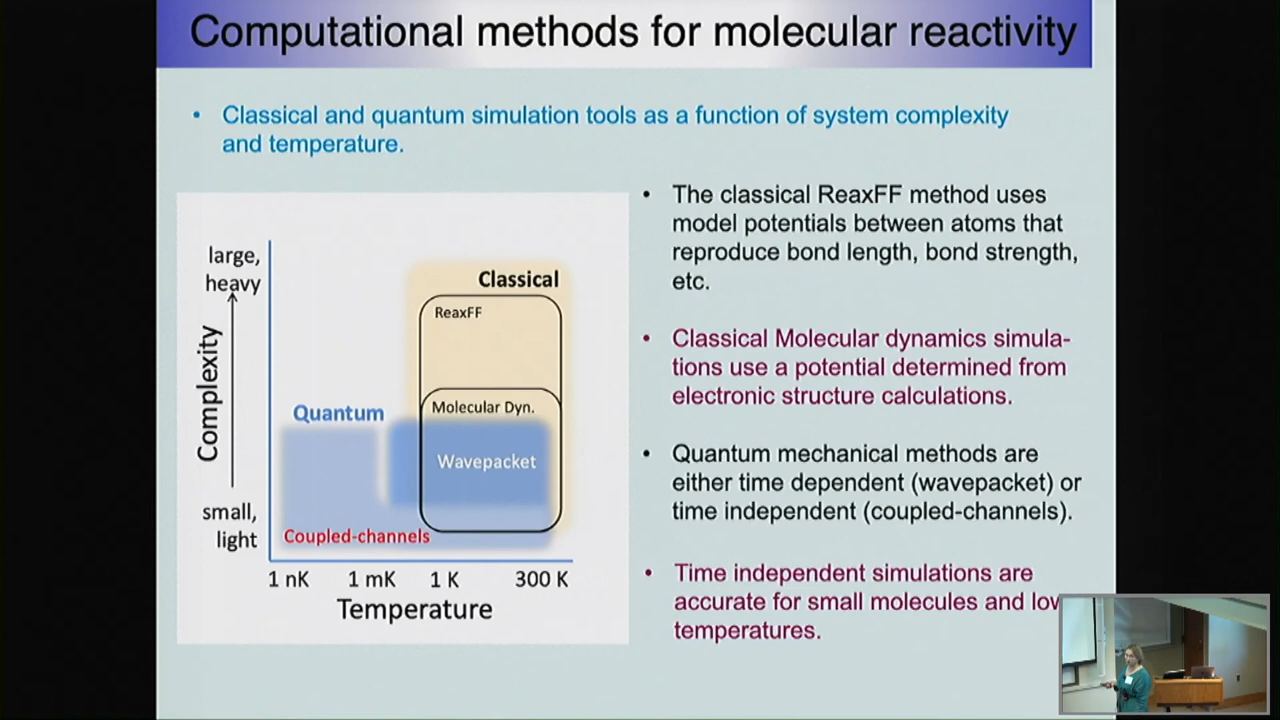 Computational methods for molecular reactivity
• Classical and quantum simulation tools as a function of system complexity
and temperature.
large,
heavy
Complexity
small,
light
Classical
ReaxFF
Molecular Dyn.
Quantum
Wavepacket
Coupled-channels
1 nK 1 mK 1 K 300 K
Temperature
• The classical ReaxFF method uses
model potentials between atoms that
reproduce bond length, bond strength,
etc.
• Classical Molecular dynamics simula-
tions use a potential determined from
electronic structure calculations.
• Quantum mechanical methods are
either time dependent (wavepacket) or
time independent (coupled-channels).
• Time independent simulations are
accurate for small molecules and low
temperatures.